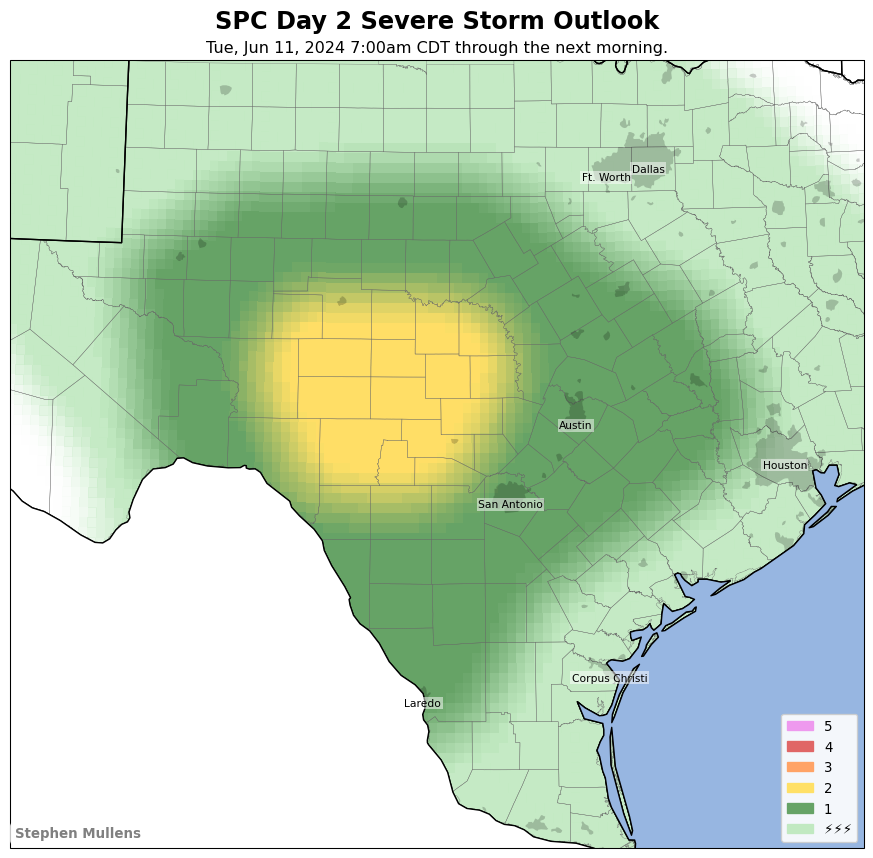 SPC Day 2 Severe Storm Outlook
Tue, Jun 11, 2024 7:00am CDT through the next morning.
Dallas
Ft. Worth
Austin
Houston
San Antonio
Corpus Christi
Laredo
5
4
3
2
1
⚡⚡⚡
Stephen Mullens